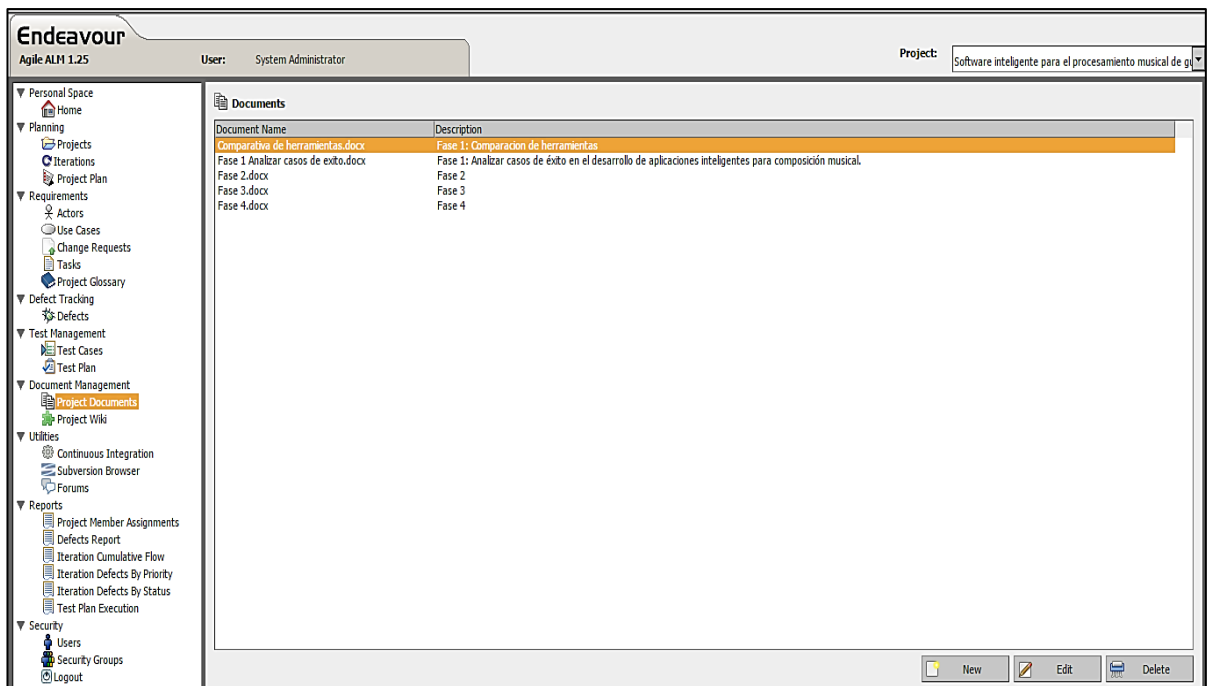 Endeavour
Agile ALM 1.25
User: System Administrator
Project: Software inteligente para el procesamiento musical de
Personal Space
Home
Planning
Projects
Iterations
Project Plan
Requirements
Actors
Use Cases
Change Requests
Tasks
Project Glossary
Defect Tracking
Defects
Test Management
Test Cases
Test Plan
Document Management
Project Documents
Project Wiki
Utilities
Continuous Integration
Subversion Browser
Forums
Reports
Project Member Assignments
Defects Report
Iteration Cumulative Flow
Iteration Defects By Priority
Iteration Defects By Status
Test Plan Execution
Security
Users
Security Groups
Logout
Documents
Document Name Description
Comparativa de herramientas.docx Fase 1: Comparacion de herramientas
Fase 1 Analizar casos de exito.docx Fase 1: Analizar casos de éxito en el desarrollo de aplicaciones inteligentes para composición musical.
Fase 2.docx Fase 2
Fase 3.docx Fase 3
Fase 4.docx Fase 4
New Edit Delete